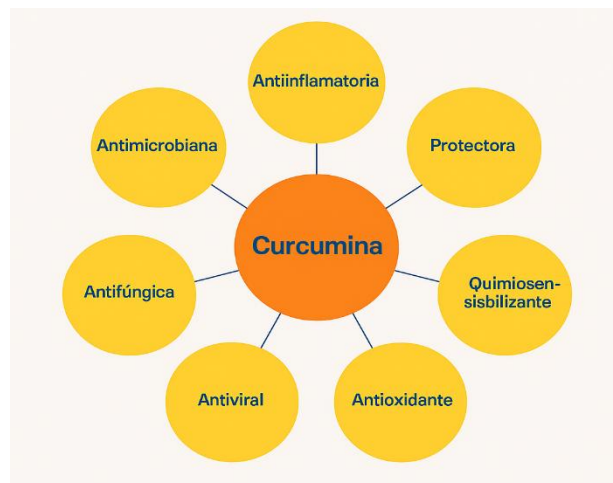 Antiinflamatoria
Antimicrobiana
Protectora
Curcumina
Antifúngica
Quimiosen-
sisbilizante
Antiviral
Antioxidante